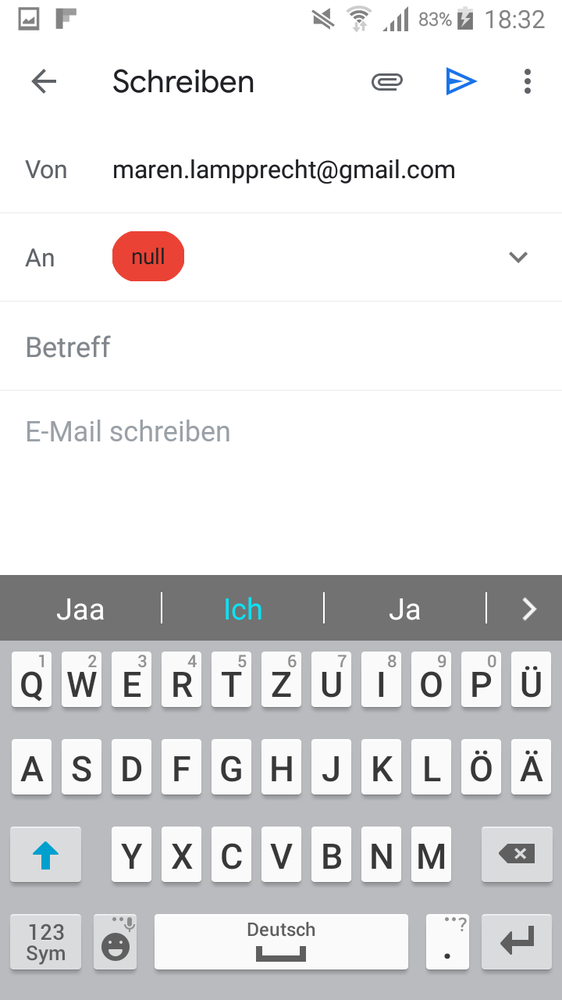 83% 18:32
Schreiben
Von maren.lampprecht@gmail.com
An null
Betreff
E-Mail schreiben
Jaa Ich Ja
1 2 3 4 5 6 7 8 9 0
Q W E R T Z U I O P Ü
A S D F G H J K L Ö Ä
Y X C V B N M
123 Deutsch ?
Sym .